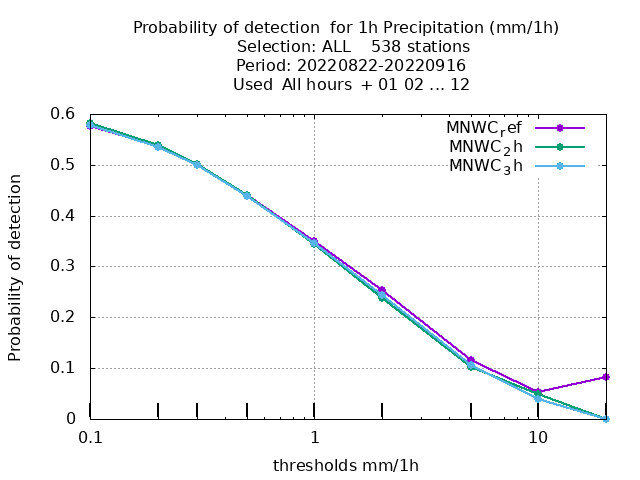 Probability of detection  for 1h Precipitation (mm/1h)
Selection: ALL    538 stations
Period: 20220822-20220916
Used  All hours  + 01 02 ... 12
MNWCref
MNWC2h
MNWC3h
0.6
0.5
0.4
0.3
0.2
0.1
0
Probability of detection
0.1 1 10
thresholds mm/1h